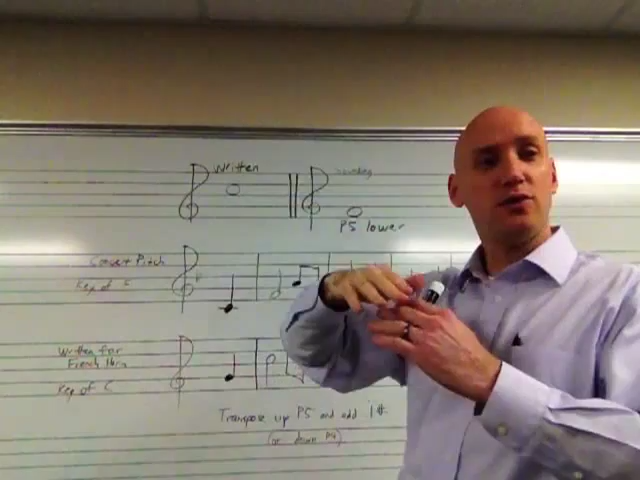 Written
sounding
P5 lower
Concert Pitch
Key of F
Written for
French Horn
Key of C
Transpose up P5 and add 1#
(or down P4)